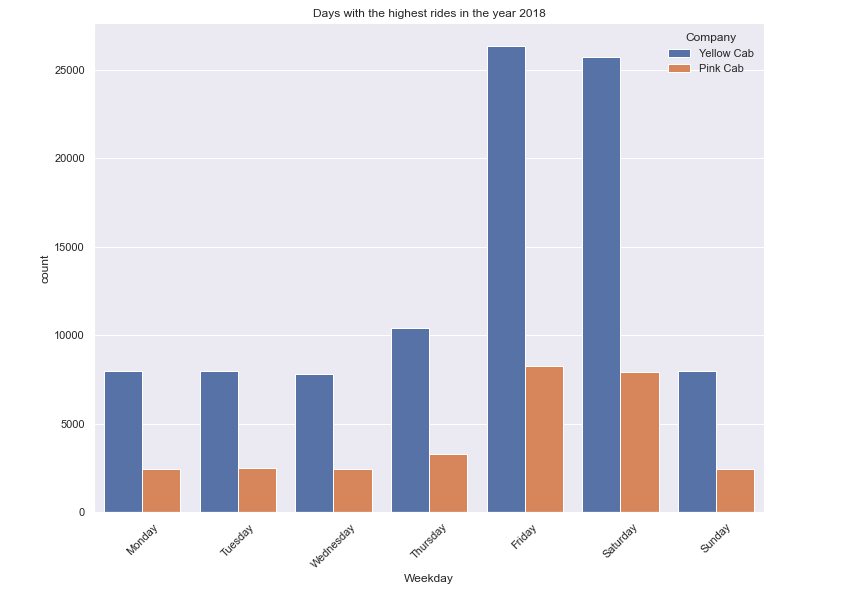 Days with the highest rides in the year 2018
Company
Yellow Cab
Pink Cab
25000
20000
15000
10000
5000
0
count
Monday
Tuesday
Wednesday
Thursday
Friday
Saturday
Sunday
Weekday